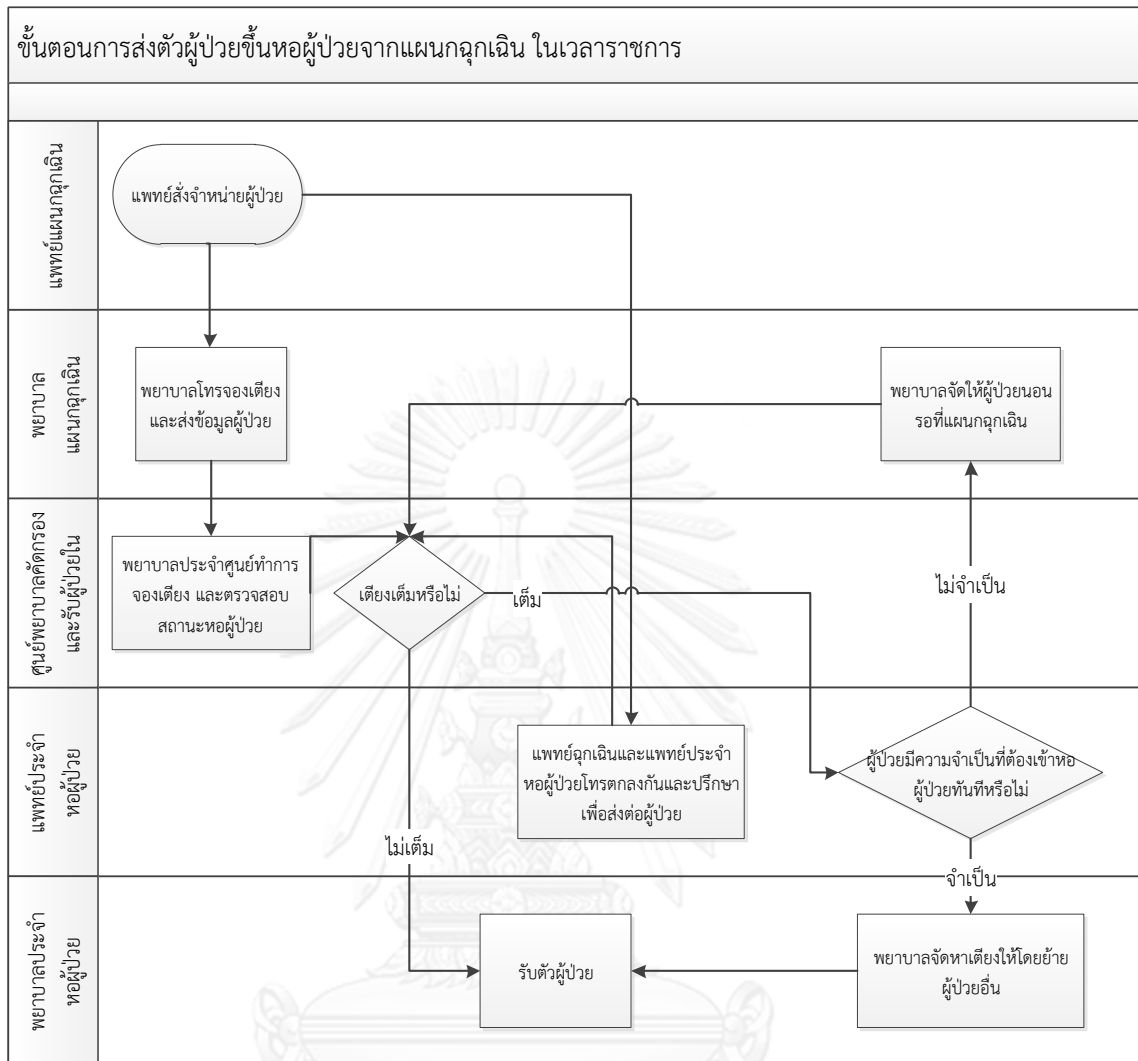 ขั้นตอนการส่งตัวผู้ป่วยขึ้นหอผู้ป่วยจากแผนกฉุกเฉิน ในเวลาราชการ
แพทย์แผนกฉุกเฉิน
แพทย์สั่งจำหน่ายผู้ป่วย
พยาบาล
แผนกฉุกเฉิน
พยาบาลโทรจองเตียง
และส่งข้อมูลผู้ป่วย
พยาบาลจัดให้ผู้ป่วยนอน
รอที่แผนกฉุกเฉิน
ศูนย์พยาบาลคัดกรอง
และรับผู้ป่วยใน
พยาบาลประจำศูนย์ทำการ
จองเตียง และตรวจสอบ
สถานะหอผู้ป่วย
เตียงเต็มหรือไม่
เต็ม
ไม่จำเป็น
แพทย์ประจำ
หอผู้ป่วย
แพทย์ฉุกเฉินและแพทย์ประจำ
หอผู้ป่วยโทรตกลงกันและปรึกษา
เพื่อส่งต่อผู้ป่วย
ผู้ป่วยมีความจำเป็นที่ต้องเข้าหอ
ผู้ป่วยทันทีหรือไม่
ไม่เต็ม
จำเป็น
พยาบาลประจำ
หอผู้ป่วย
รับตัวผู้ป่วย
พยาบาลจัดหาเตียงให้โดยย้าย
ผู้ป่วยอื่น